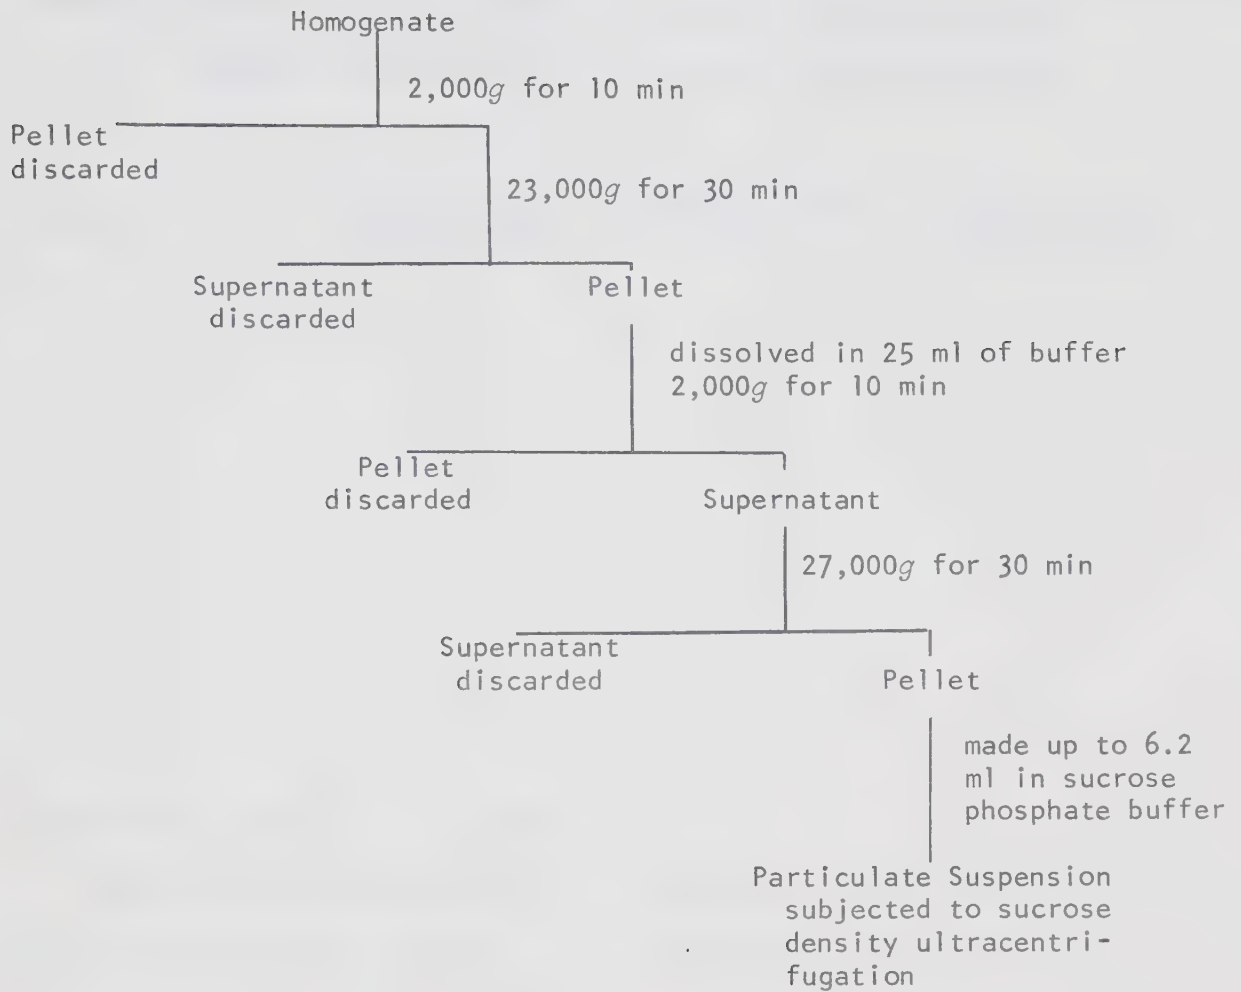 Homogenate
2,000g for 10 min
Pellet
discarded
23,000g for 30 min
Supernatant
discarded
Pellet
dissolved in 25 ml of buffer
2,000g for 10 min
Pellet
discarded
Supernatant
27,000g for 30 min
Supernatant
discarded
Pellet
made up to 6.2
ml in sucrose
phosphate buffer
Particulate Suspension
subjected to sucrose
density ultracentri-
fugation